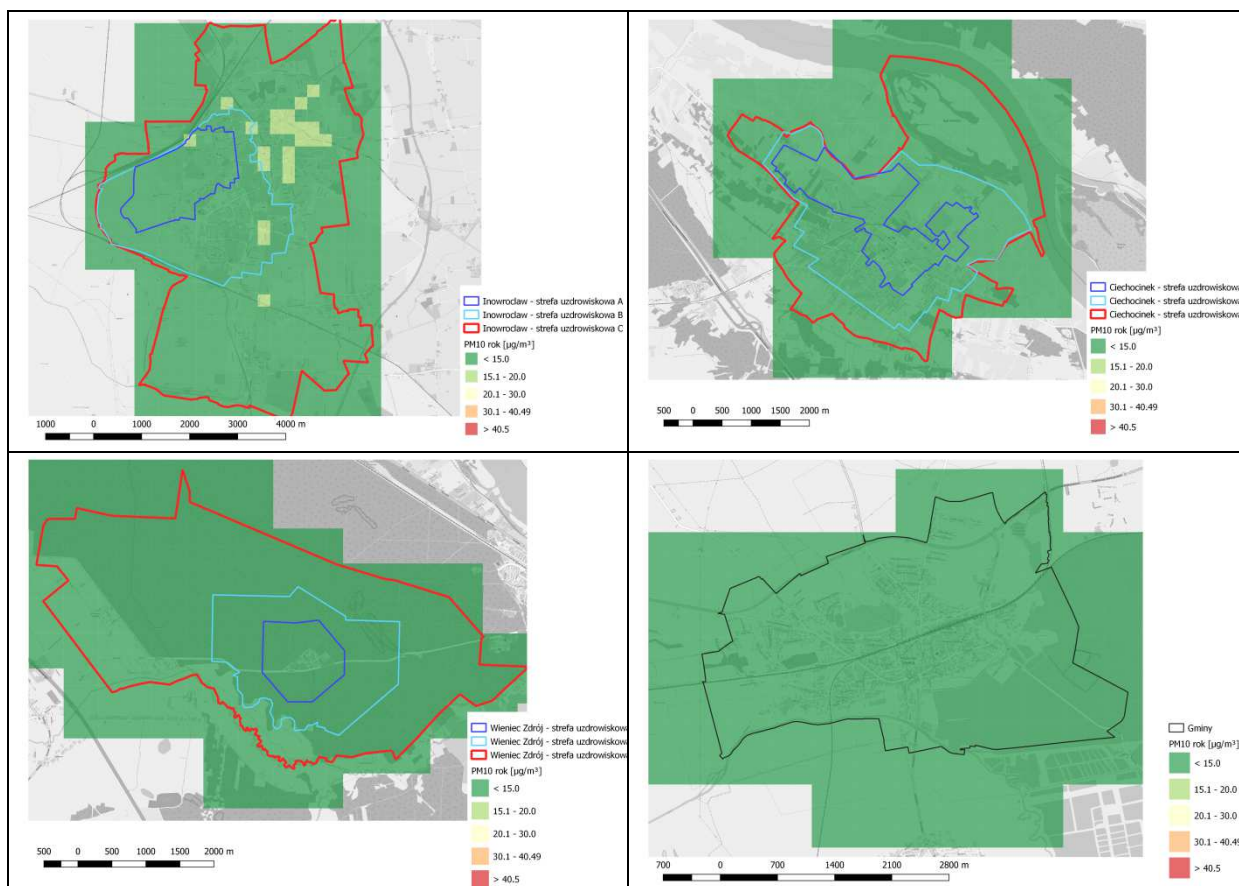 Inowrocław - strefa uzdrowiskowa A
Inowrocław - strefa uzdrowiskowa B
Inowrocław - strefa uzdrowiskowa C
PM10 rok [µg/m³]
< 15.0
15.1 - 20.0
20.1 - 30.0
30.1 - 40.49
> 40.5
1000 0 1000 2000 3000 4000 m
Ciechocinek - strefa uzdrowiskowa
Ciechocinek - strefa uzdrowiskowa
Ciechocinek - strefa uzdrowiskowa
PM10 rok [µg/m³]
< 15.0
15.1 - 20.0
20.1 - 30.0
30.1 - 40.49
> 40.5
500 0 500 1000 1500 2000 m
Wieniec Zdrój - strefa uzdrowiskowa
Wieniec Zdrój - strefa uzdrowiskowa
Wieniec Zdrój - strefa uzdrowiskowa
PM10 rok [µg/m³]
< 15.0
15.1 - 20.0
20.1 - 30.0
30.1 - 40.49
> 40.5
500 0 500 1000 1500 2000 m
Gminy
PM10 rok [µg/m³]
< 15.0
15.1 - 20.0
20.1 - 30.0
30.1 - 40.49
> 40.5
700 0 700 1400 2100 2800 m